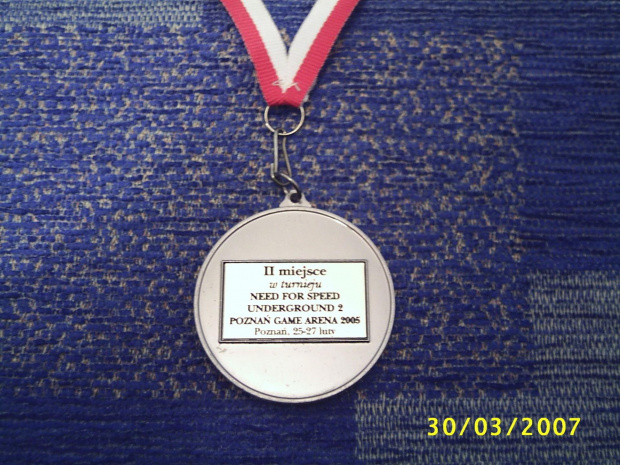 II miejsce
w turnieju
NEED FOR SPEED
UNDERGROUND 2
POZNAŃ GAME ARENA 2005
Poznań, 25-27 luty
30/03/2007